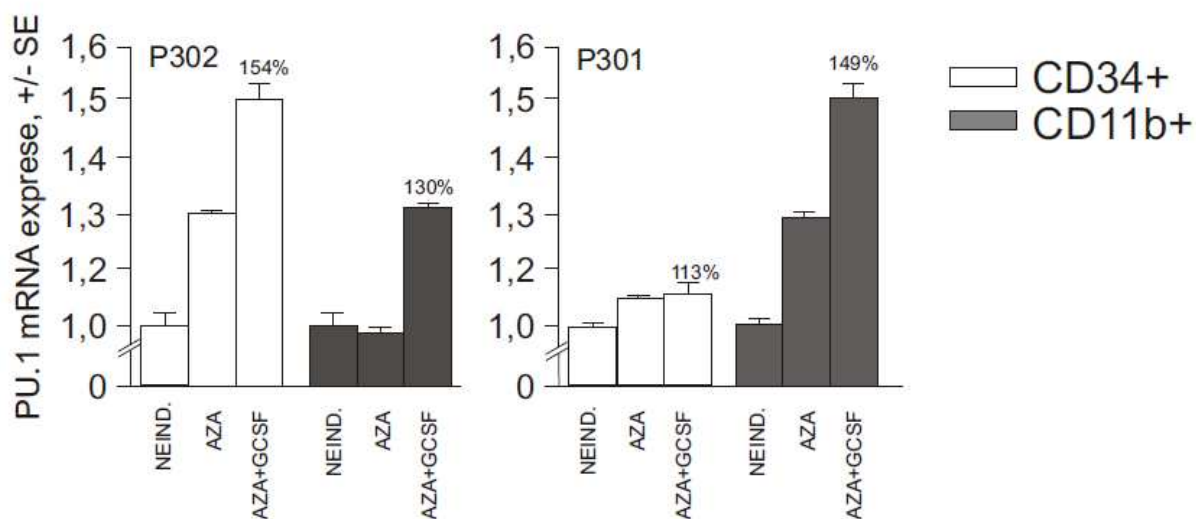 PU.1 mRNA exprese, +/- SE
1,6
1,5
1,4
1,3
1,2
1,0
0
P302
154%
130%
NEIND.
AZA
AZA+GCSF
NEIND.
AZA
AZA+GCSF
1,6
1,5
1,4
1,3
1,2
1,0
0
P301
113%
149%
NEIND.
AZA
AZA+GCSF
NEIND.
AZA
AZA+GCSF
CD34+
CD11b+